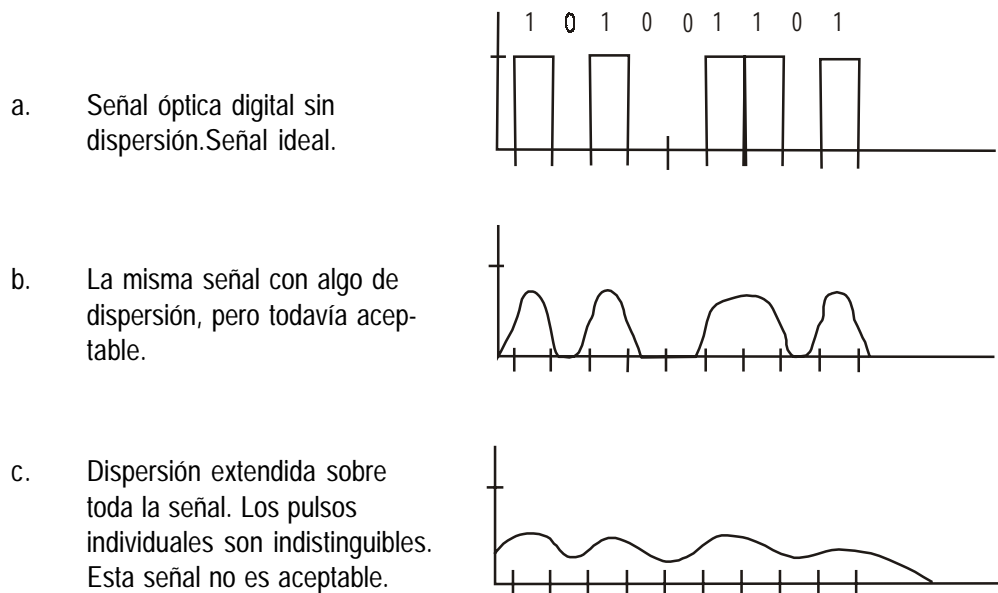 1 0 1 0 0 1 1 0 1
a. Señal óptica digital sin
dispersión.Señal ideal.
b. La misma señal con algo de
dispersión, pero todavía acep-
table.
c. Dispersión extendida sobre
toda la señal. Los pulsos
individuales son indistinguibles.
Esta señal no es aceptable.